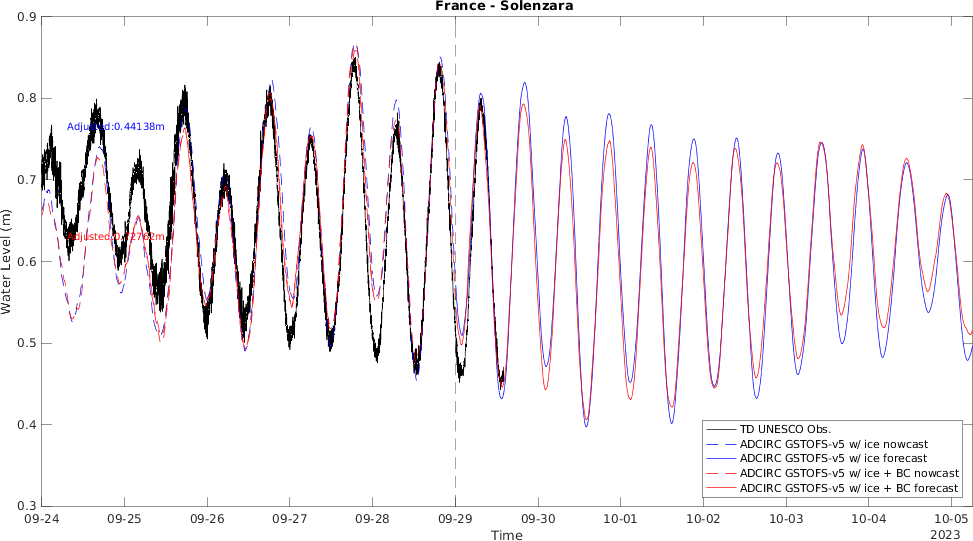 France - Solenzara
0.9
0.8
0.7
0.6
0.5
0.4
0.3
Water Level (m)
Adjusted:0.44138m
09-24
09-25
09-26
09-27
09-28
09-29
09-30
10-01
10-02
10-03
10-04
10-05
2023
Time
TD UNESCO Obs.
ADCIRC GSTOFS-v5 w/ ice nowcast
ADCIRC GSTOFS-v5 w/ ice forecast
ADCIRC GSTOFS-v5 w/ ice + BC nowcast
ADCIRC GSTOFS-v5 w/ ice + BC forecast